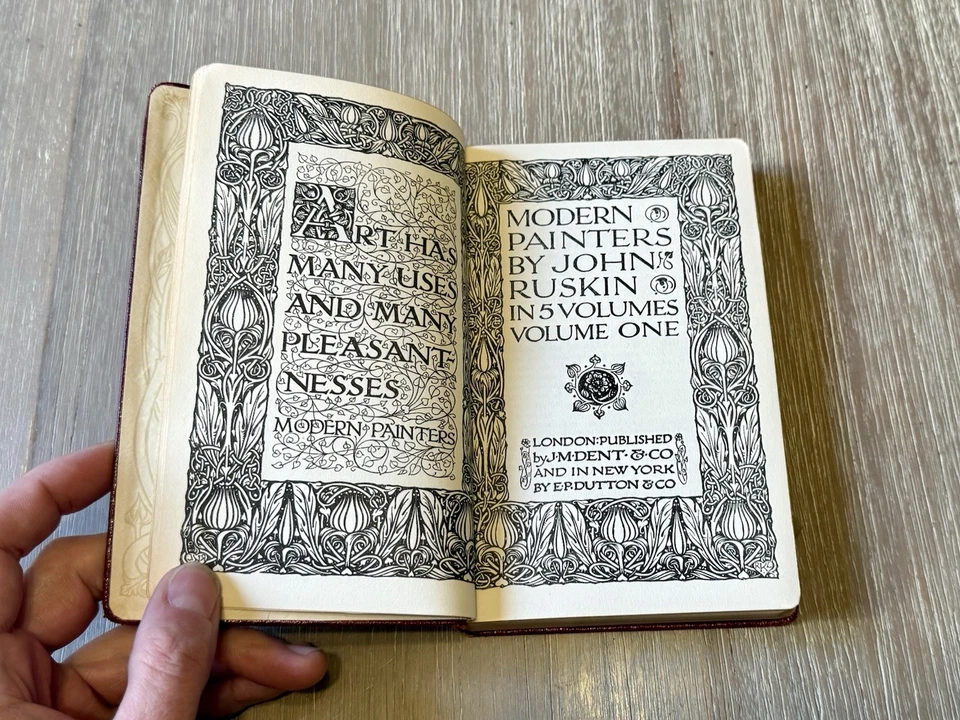 ART HAS
MANY USES
AND MANY
PLEASANT-
NESSES
MODERN PAINTERS
MODERN
PAINTERS
BY JOHN
RUSKIN
IN 5 VOLUMES
VOLUME ONE
LONDON:PUBLISHED
by J·M·DENT·&·CO
AND IN NEW YORK
BY E·P·DUTTON & CO